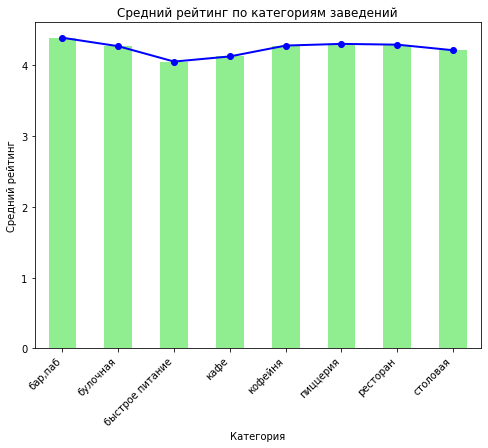 Средний рейтинг по категориям заведений
Средний рейтинг
4
3
2
1
0
бар,паб
булочная
быстрое питание
кафе
кофейня
пиццерия
ресторан
столовая
Категория